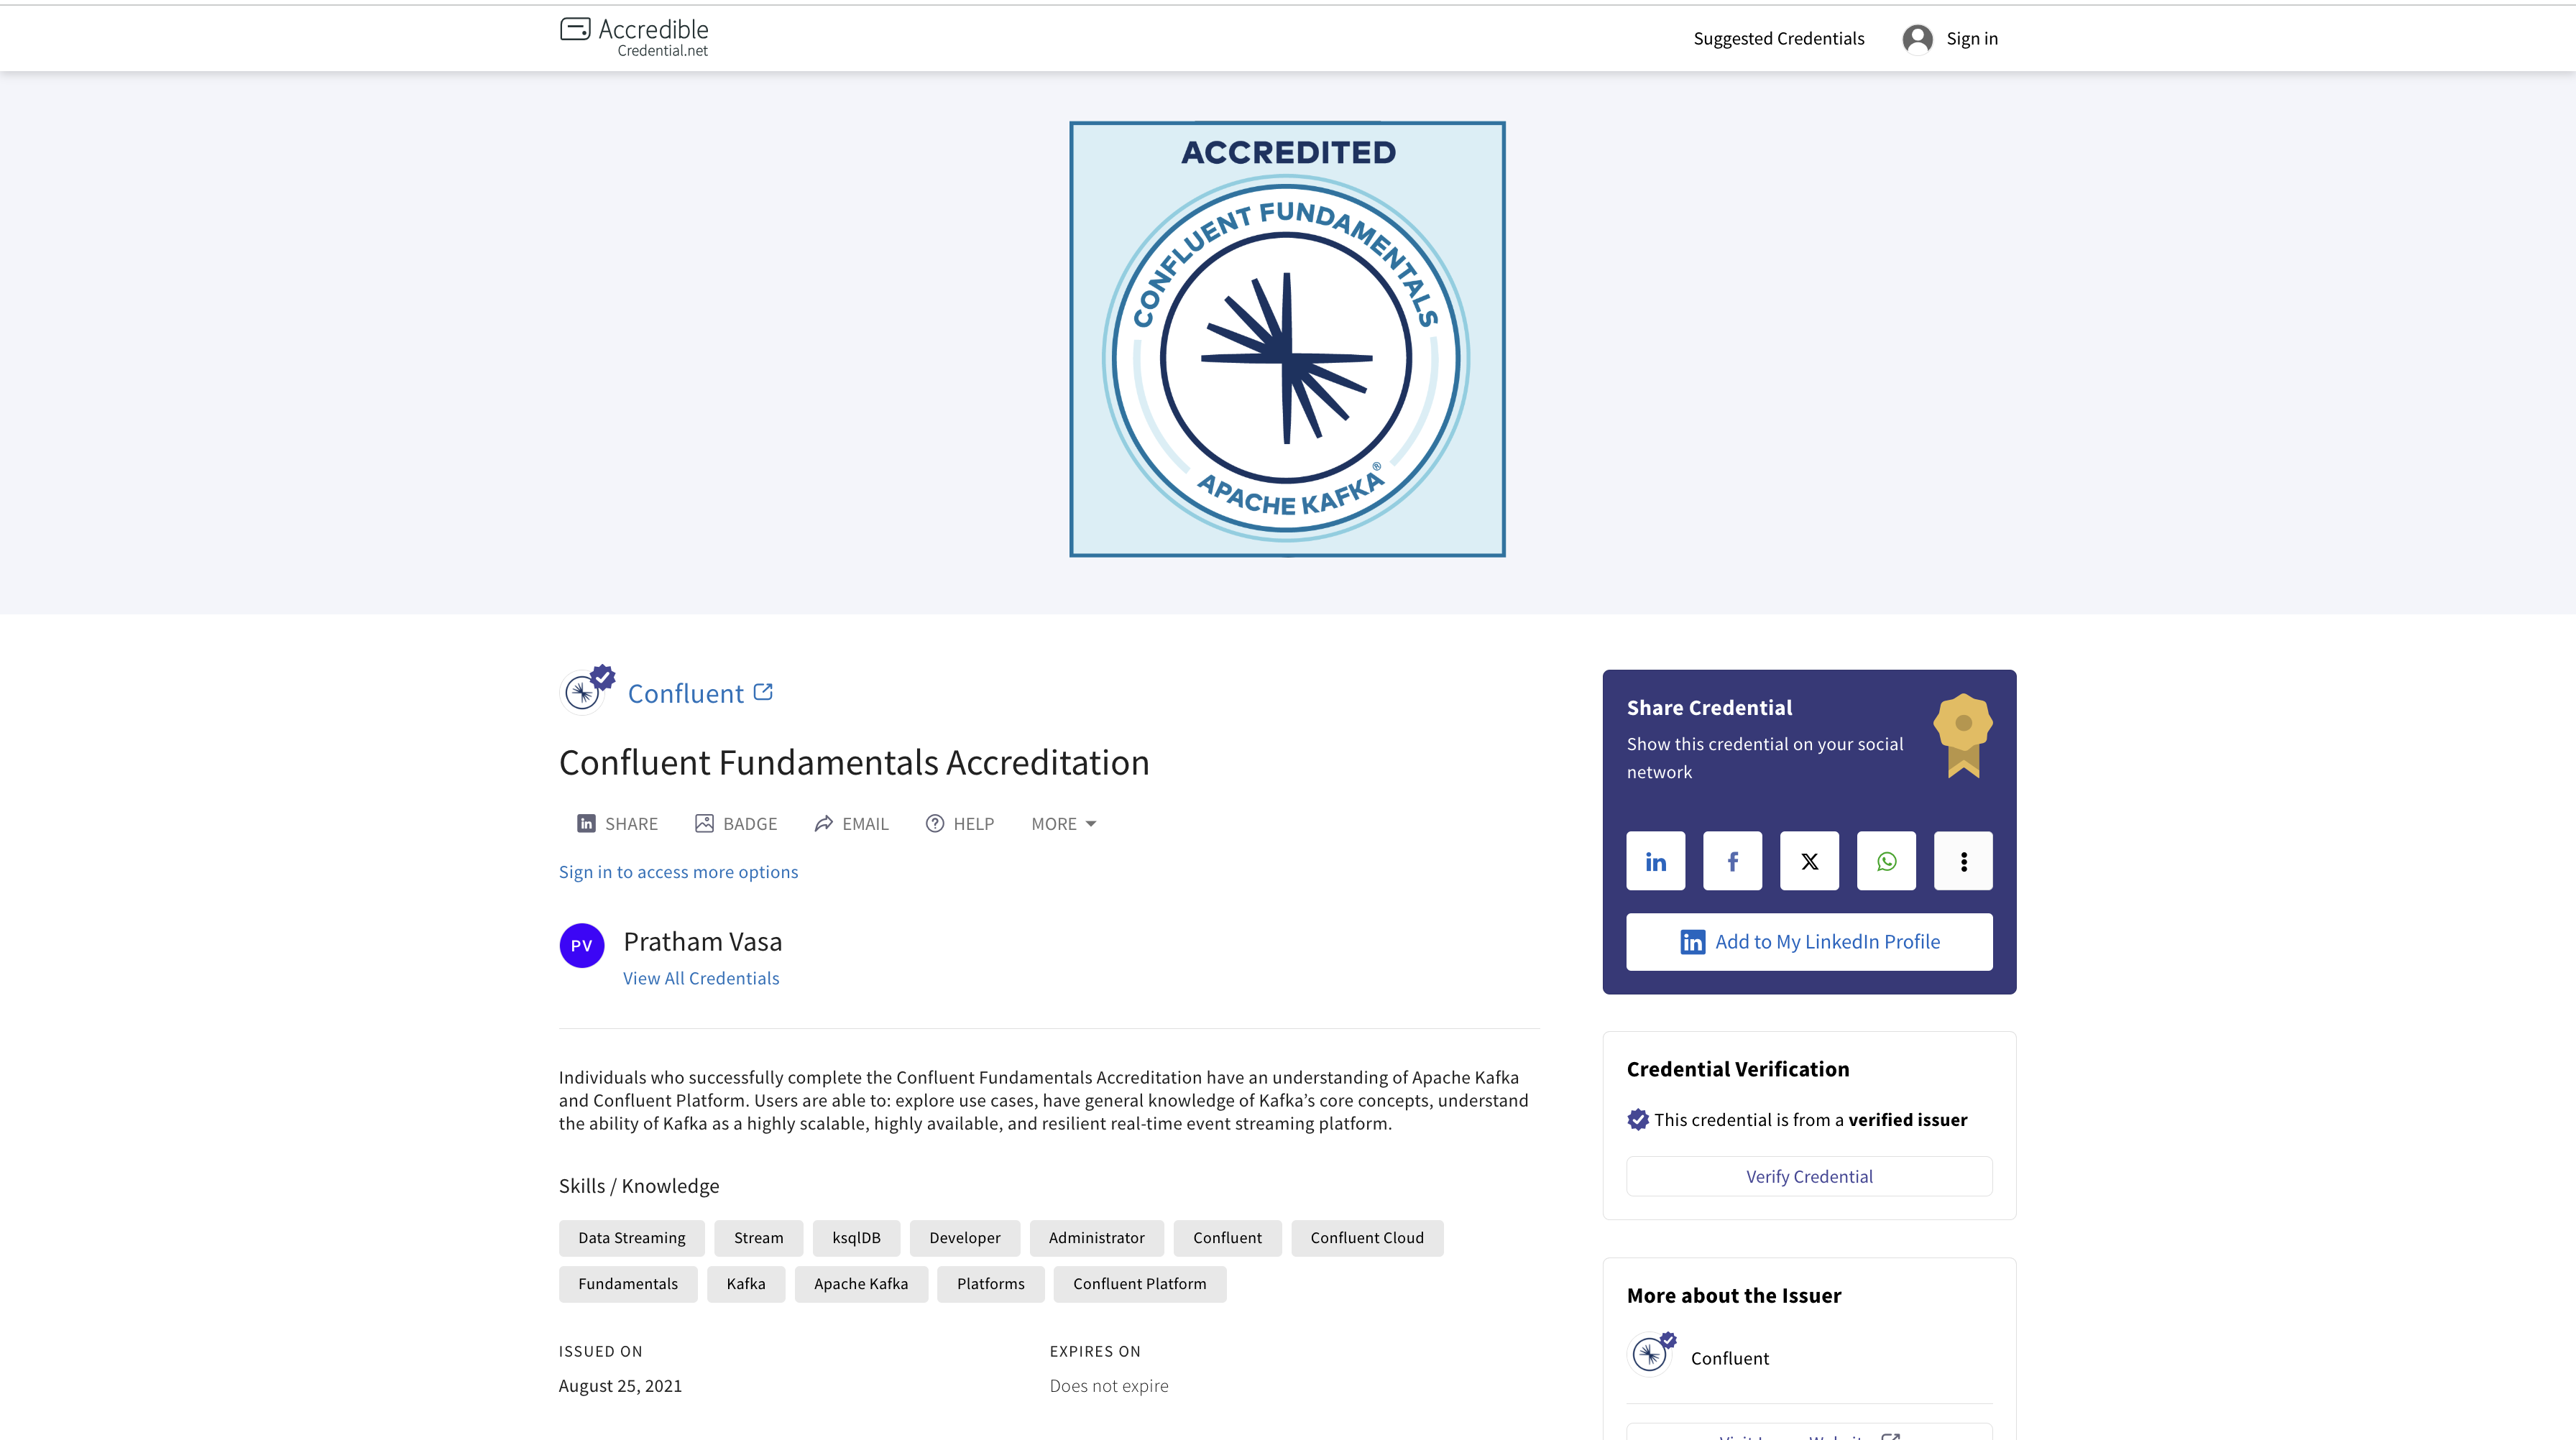 Accredible
Credential.net
Suggested Credentials
Sign in
ACCREDITED
CONFLUENT FUNDAMENTALS
APACHE KAFKA®
Confluent
Confluent Fundamentals Accreditation
SHARE
BADGE
EMAIL
HELP
MORE
Sign in to access more options
PV
Pratham Vasa
View All Credentials
Individuals who successfully complete the Confluent Fundamentals Accreditation have an understanding of Apache Kafka
and Confluent Platform. Users are able to: explore use cases, have general knowledge of Kafka’s core concepts, understand
the ability of Kafka as a highly scalable, highly available, and resilient real-time event streaming platform.
Skills / Knowledge
Data Streaming
Stream
ksqlDB
Developer
Administrator
Confluent
Confluent Cloud
Fundamentals
Kafka
Apache Kafka
Platforms
Confluent Platform
ISSUED ON
August 25, 2021
EXPIRES ON
Does not expire
Share Credential
Show this credential on your social
network
Add to My LinkedIn Profile
Credential Verification
This credential is from a verified issuer
Verify Credential
More about the Issuer
Confluent